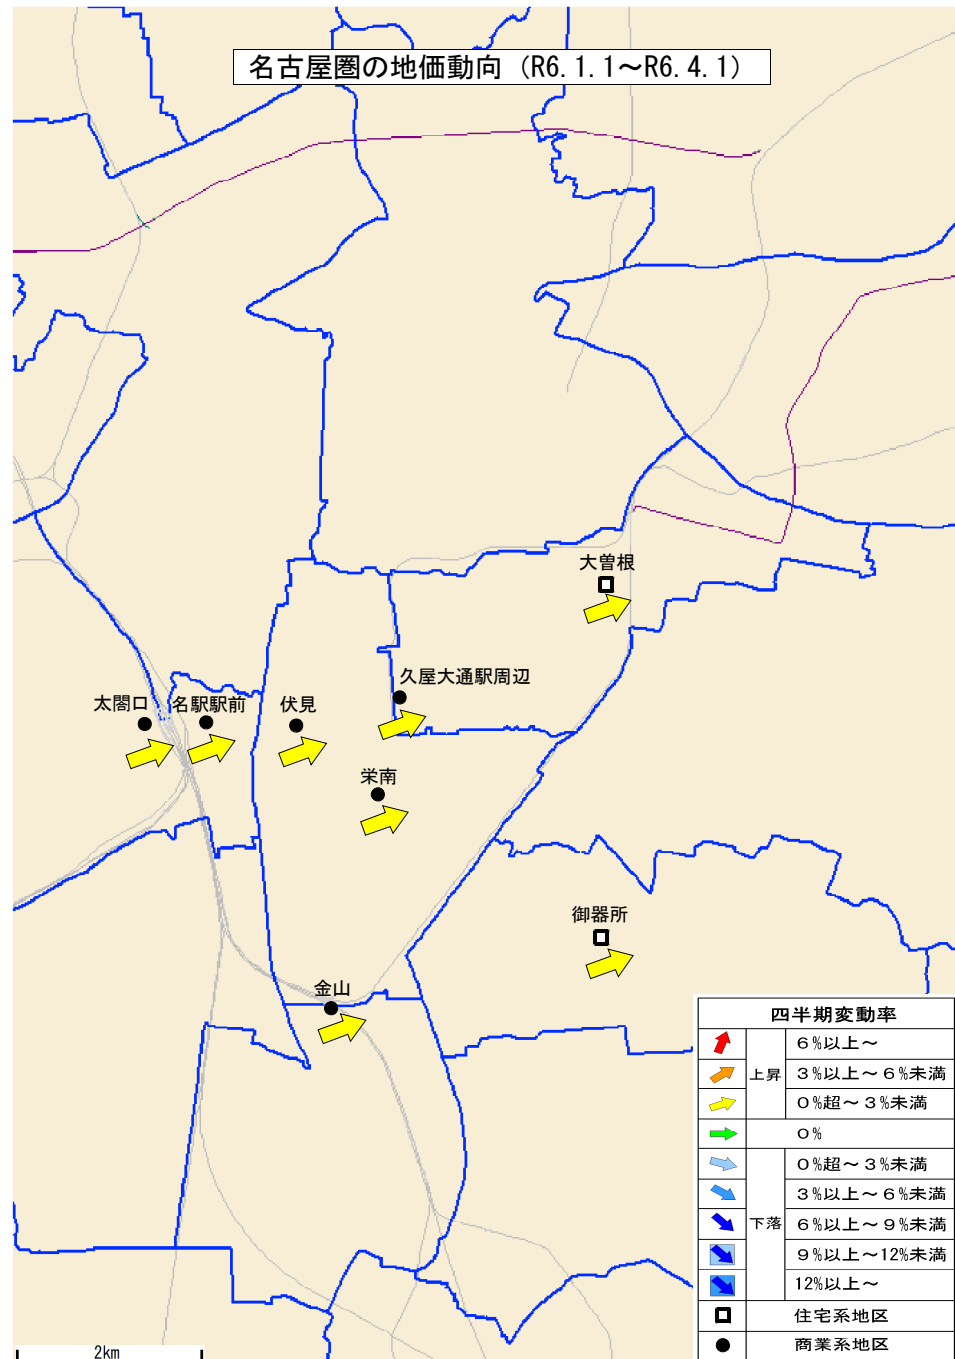 名古屋圏の地価動向（R6.1.1～R6.4.1）
大曽根
久屋大通駅周辺
太閤口
名駅駅前
伏見
栄南
御器所
金山
四半期変動率
上昇
６%以上～
３%以上～６%未満
０%超～３%未満
０%
下落
０%超～３%未満
３%以上～６%未満
６%以上～９%未満
９%以上～12%未満
12%以上～
住宅系地区
商業系地区
2km